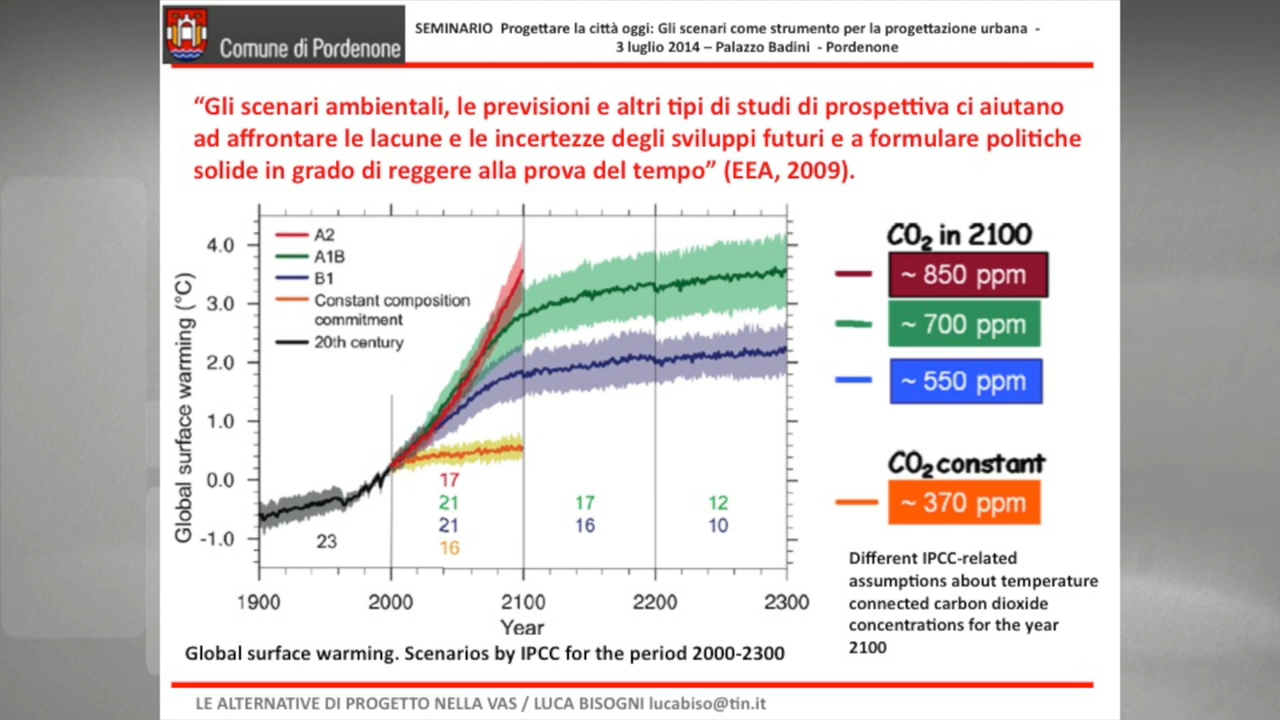 Comune di Pordenone
SEMINARIO Progettare la città oggi: Gli scenari come strumento per la progettazione urbana -
3 luglio 2014 – Palazzo Badini - Pordenone
“Gli scenari ambientali, le previsioni e altri tipi di studi di prospettiva ci aiutano
ad affrontare le lacune e le incertezze degli sviluppi futuri e a formulare politiche
solide in grado di reggere alla prova del tempo” (EEA, 2009).
Global surface warming (°C)
4.0
3.0
2.0
1.0
0.0
-1.0
A2
A1B
B1
Constant composition
commitment
20th century
17
21 17 12
21 16 10
16
23
1900 2000 2100 2200 2300
Year
CO₂ in 2100
~ 850 ppm
~ 700 ppm
~ 550 ppm
CO₂ constant
~ 370 ppm
Different IPCC-related
assumptions about temperature
connected carbon dioxide
concentrations for the year
2100
Global surface warming. Scenarios by IPCC for the period 2000-2300
LE ALTERNATIVE DI PROGETTO NELLA VAS / LUCA BISOGNI lucabiso@tin.it